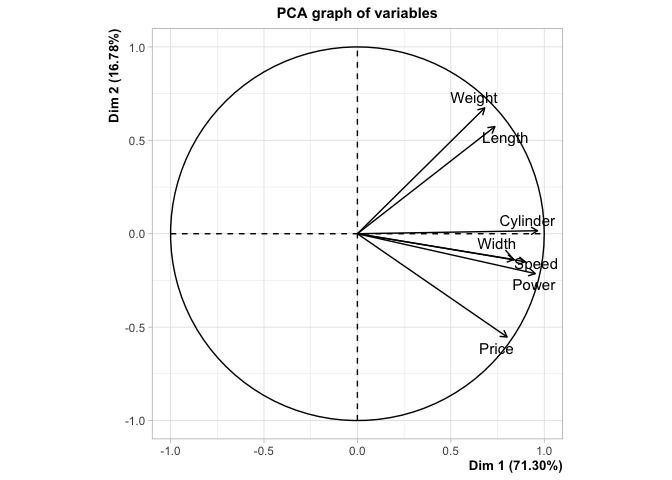 PCA graph of variables
Dim 2 (16.78%)
1.0
0.5
0.0
-0.5
-1.0
Weight
Length
Cylinder
Width
Speed
Power
Price
-1.0 -0.5 0.0 0.5 1.0
Dim 1 (71.30%)